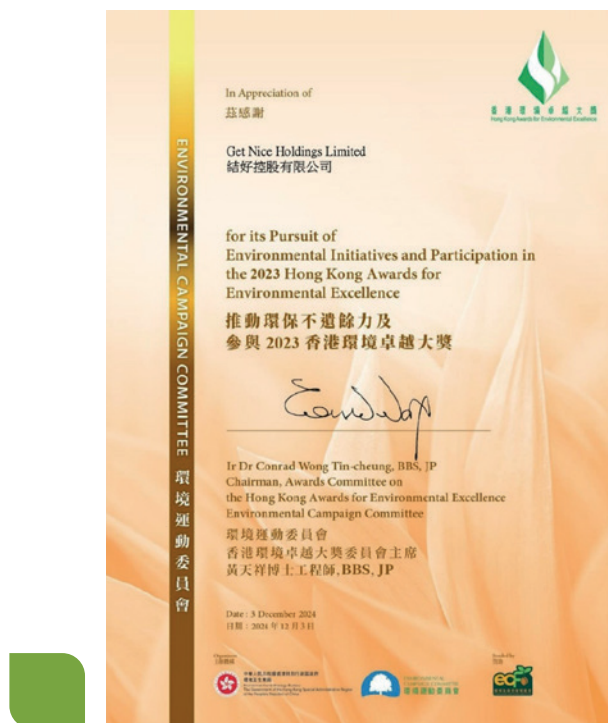 ENVIRONMENTAL CAMPAIGN COMMITTEE 環境運動委員會
香港環境卓越大獎
Hong Kong Awards for Environmental Excellence
In Appreciation of
茲感謝
Get Nice Holdings Limited
結好控股有限公司
for its Pursuit of
Environmental Initiatives and Participation in
the 2023 Hong Kong Awards for
Environmental Excellence
推動環保不遺餘力及
參與 2023 香港環境卓越大獎
Ir Dr Conrad Wong Tin-cheung, BBS, JP
Chairman, Awards Committee on
the Hong Kong Awards for Environmental Excellence
Environmental Campaign Committee
環境運動委員會
香港環境卓越大獎委員會主席
黃天祥博士工程師, BBS, JP
Date : 3 December 2024
日期 : 2024 年 12 月 3 日
ENVIRONMENTAL
CAMPAIGN COMMITTEE
環境運動委員會